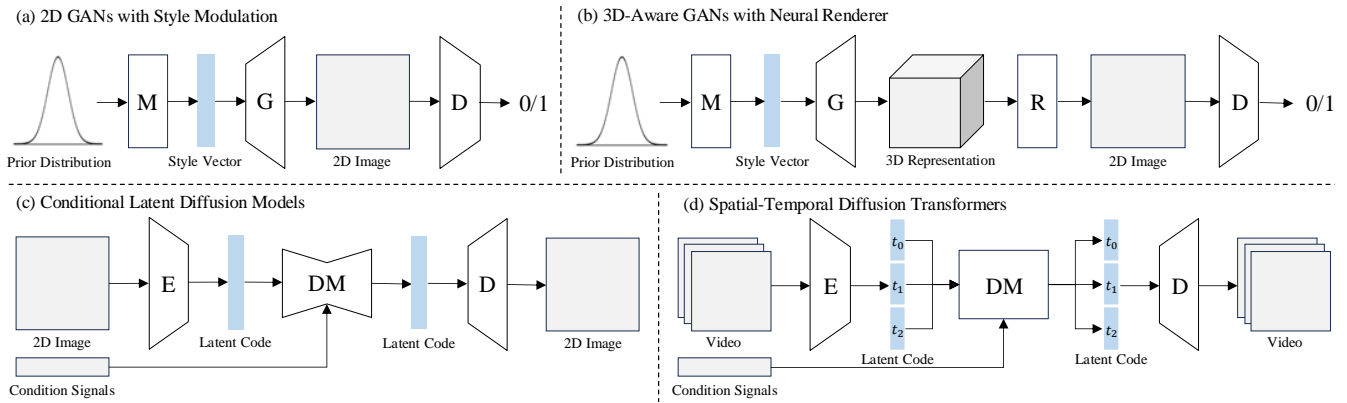 (a) 2D GANs with Style Modulation
M
G
D
0/1
Prior Distribution
Style Vector
2D Image
(b) 3D-Aware GANs with Neural Renderer
M
G
R
D
0/1
Prior Distribution
Style Vector
3D Representation
2D Image
(c) Conditional Latent Diffusion Models
E
DM
D
2D Image
Latent Code
Latent Code
2D Image
Condition Signals
(d) Spatial-Temporal Diffusion Transformers
t₀
t₀
E
t₁
DM
t₁
D
t₂
t₂
Video
Latent Code
Latent Code
Video
Condition Signals